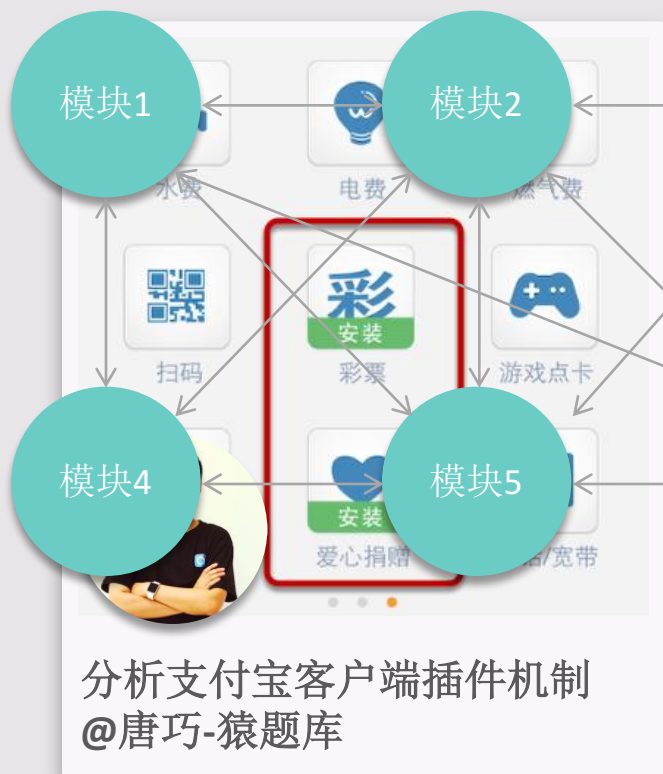 模块1
模块2
水费
电费
燃气费
扫码
彩
安装
彩票
游戏点卡
模块4
模块5
安装
爱心捐赠
/宽带
分析支付宝客户端插件机制
@唐巧-猿题库